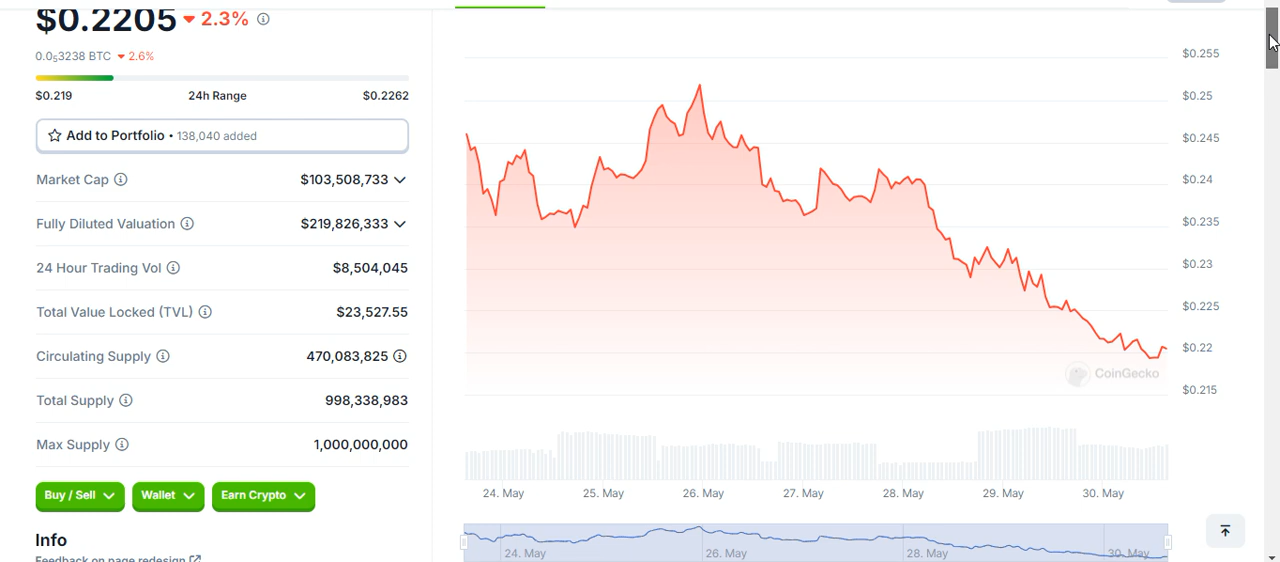 $0.2205 2.3%
0.0₅3238 BTC 2.6%
$0.219 24h Range $0.2262
Add to Portfolio • 138,040 added
Market Cap $103,508,733
Fully Diluted Valuation $219,826,333
24 Hour Trading Vol $8,504,045
Total Value Locked (TVL) $23,527.55
Circulating Supply 470,083,825
Total Supply 998,338,983
Max Supply 1,000,000,000
Buy / Sell Wallet Earn Crypto
Info
Feedback on page redesign
$0.255
$0.25
$0.245
$0.24
$0.235
$0.23
$0.225
$0.22
$0.215
CoinGecko
24. May 25. May 26. May 27. May 28. May 29. May 30. May
24. May 26. May 28. May 30. May